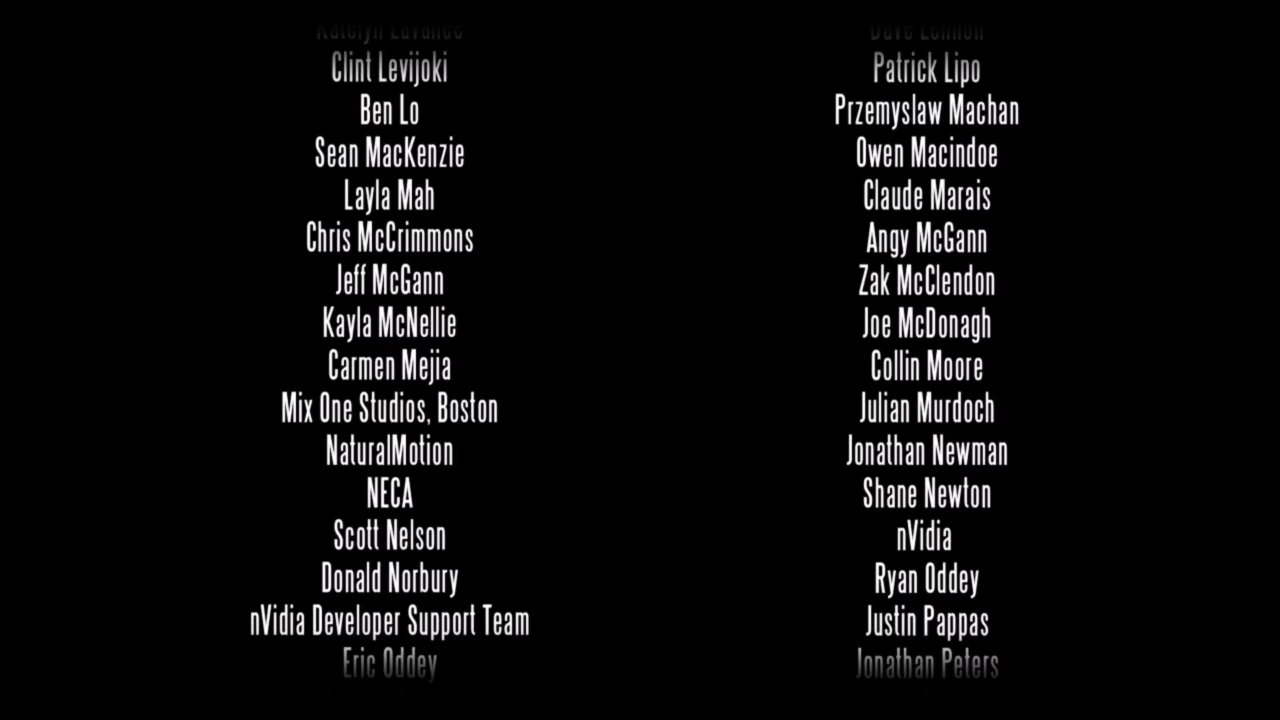 Clint Levijoki
Ben Lo
Sean MacKenzie
Layla Mah
Chris McCrimmons
Jeff McGann
Kayla McNellie
Carmen Mejia
Mix One Studios, Boston
NaturalMotion
NECA
Scott Nelson
Donald Norbury
nVidia Developer Support Team
Eric Oddey
Dave Lennon
Patrick Lipo
Przemyslaw Machan
Owen Macindoe
Claude Marais
Angy McGann
Zak McClendon
Joe McDonagh
Collin Moore
Julian Murdoch
Jonathan Newman
Shane Newton
nVidia
Ryan Oddey
Justin Pappas
Jonathan Peters